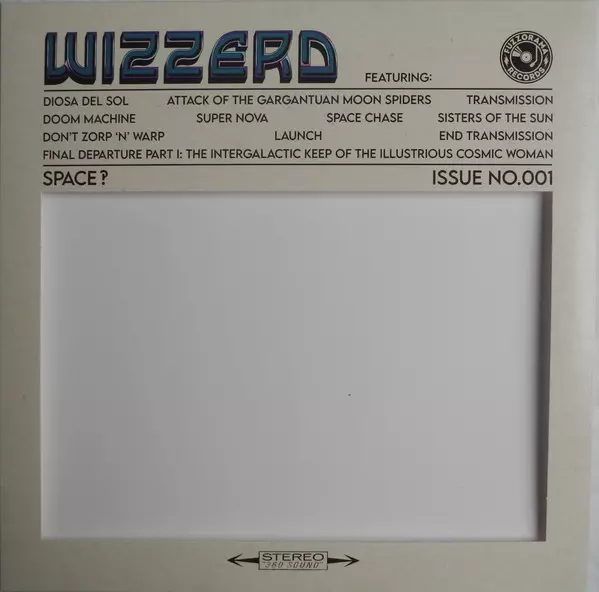 WIZZERD
FEATURING:
FUZZORAMA
RECORDS
DIOSA DEL SOL ATTACK OF THE GARGANTUAN MOON SPIDERS TRANSMISSION
DOOM MACHINE SUPER NOVA SPACE CHASE SISTERS OF THE SUN
DON'T ZORP 'N' WARP LAUNCH END TRANSMISSION
FINAL DEPARTURE PART I: THE INTERGALACTIC KEEP OF THE ILLUSTRIOUS COSMIC WOMAN
SPACE? ISSUE NO.001
STEREO
"280 SOUND"